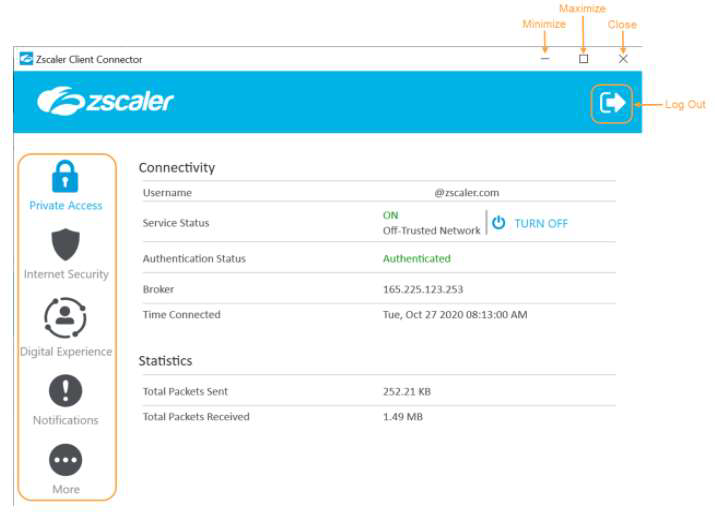 Maximize
Minimize
Close
Zscaler Client Connector
zscaler
Log Out
Private Access
Internet Security
Digital Experience
Notifications
More
Connectivity
Username @zscaler.com
Service Status ON Off-Trusted Network TURN OFF
Authentication Status Authenticated
Broker 165.225.123.253
Time Connected Tue, Oct 27 2020 08:13:00 AM
Statistics
Total Packets Sent 252.21 KB
Total Packets Received 1.49 MB